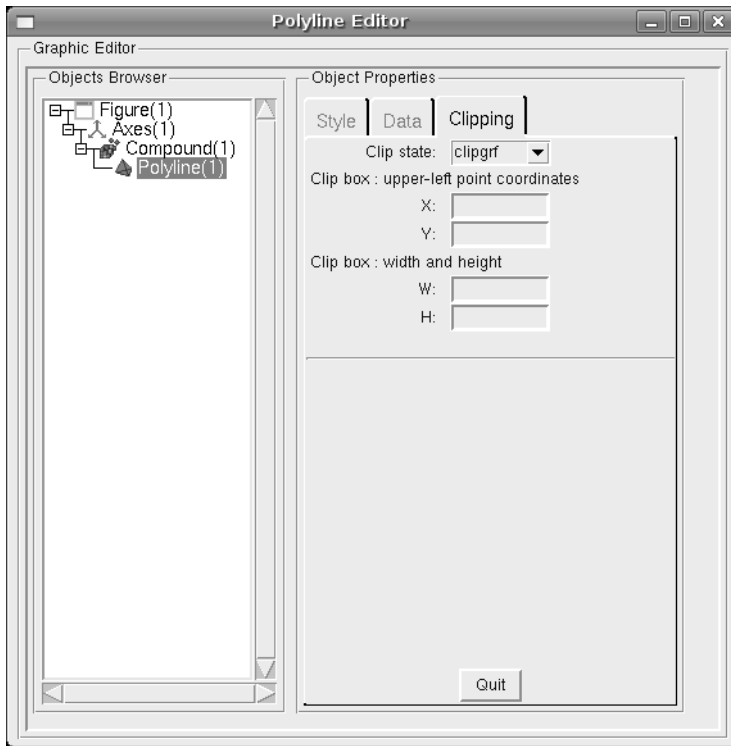 Polyline Editor
Graphic Editor
Objects Browser
Figure(1)
Axes(1)
Compound(1)
Polyline(1)
Object Properties
Style Data Clipping
Clip state: clipgrf
Clip box : upper-left point coordinates
X:
Y:
Clip box : width and height
W:
H:
Quit